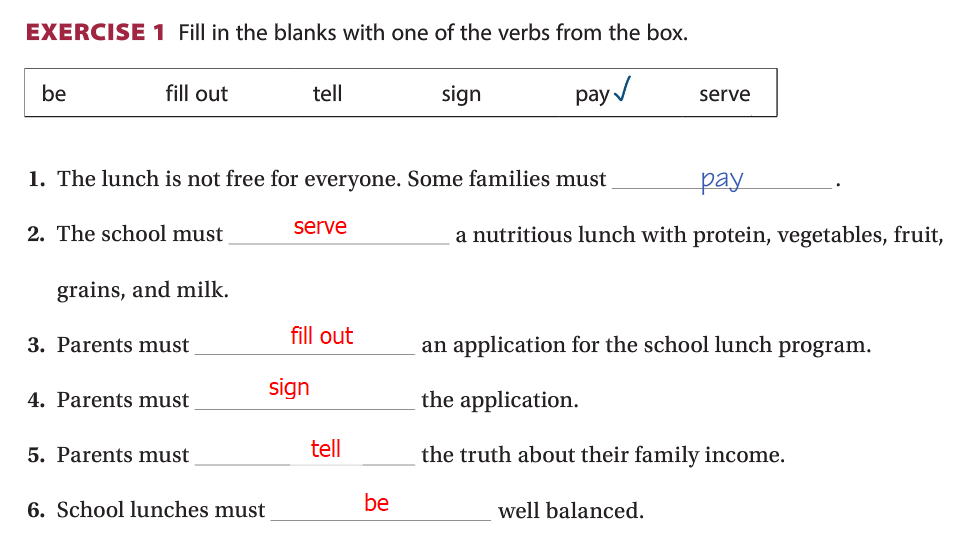 EXERCISE 1 Fill in the blanks with one of the verbs from the box.
be fill out tell sign pay✓ serve
1. The lunch is not free for everyone. Some families must pay .
2. The school must serve a nutritious lunch with protein, vegetables, fruit,
grains, and milk.
3. Parents must fill out an application for the school lunch program.
4. Parents must sign the application.
5. Parents must tell the truth about their family income.
6. School lunches must be well balanced.